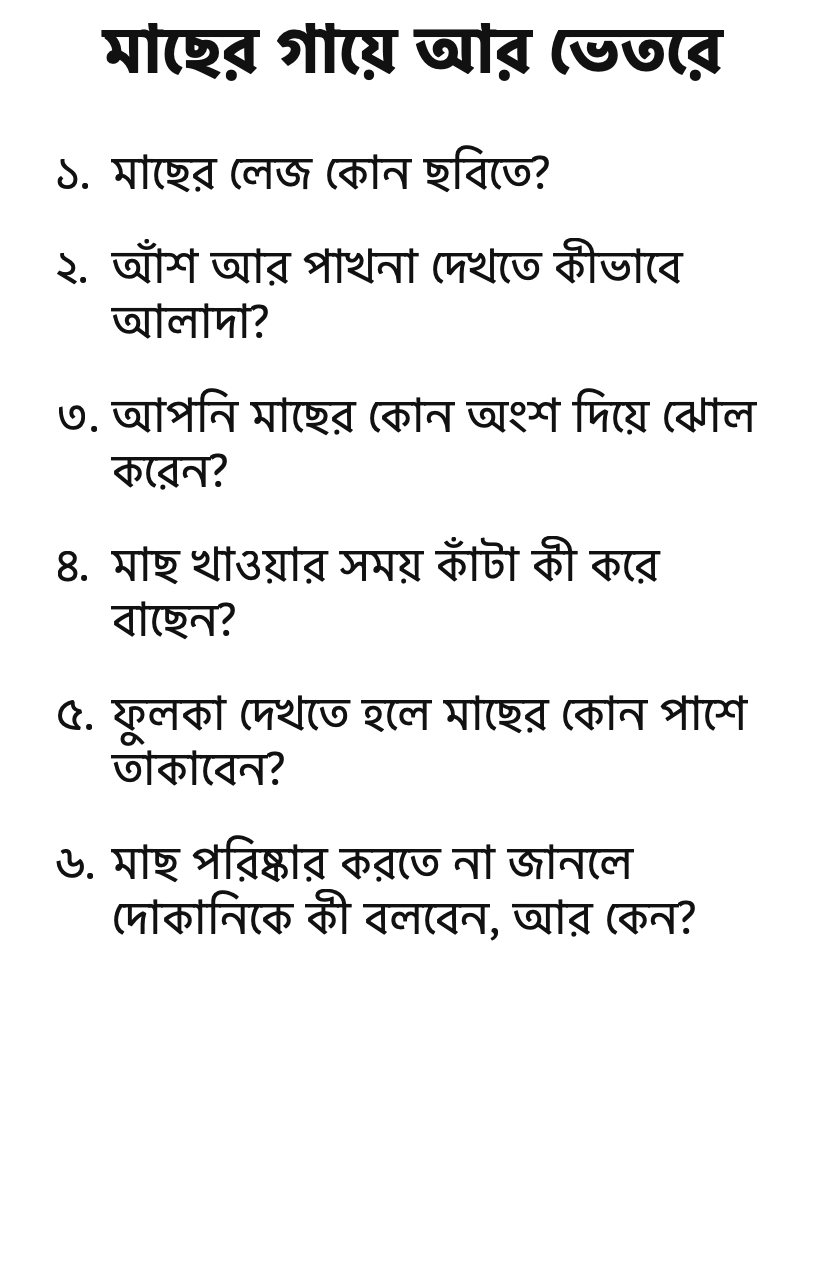 মাছের গায়ে আর ভেতরে
১. মাছের লেজ কোন ছবিতে?
২. আঁশ আর পাখনা দেখতে কীভাবে
আলাদা?
৩. আপনি মাছের কোন অংশ দিয়ে ঝোল
করেন?
৪. মাছ খাওয়ার সময় কাঁটা কী করে
বাছেন?
৫. ফুলকা দেখতে হলে মাছের কোন পাশে
তাকাবেন?
৬. মাছ পরিষ্কার করতে না জানলে
দোকানিকে কী বলবেন, আর কেন?